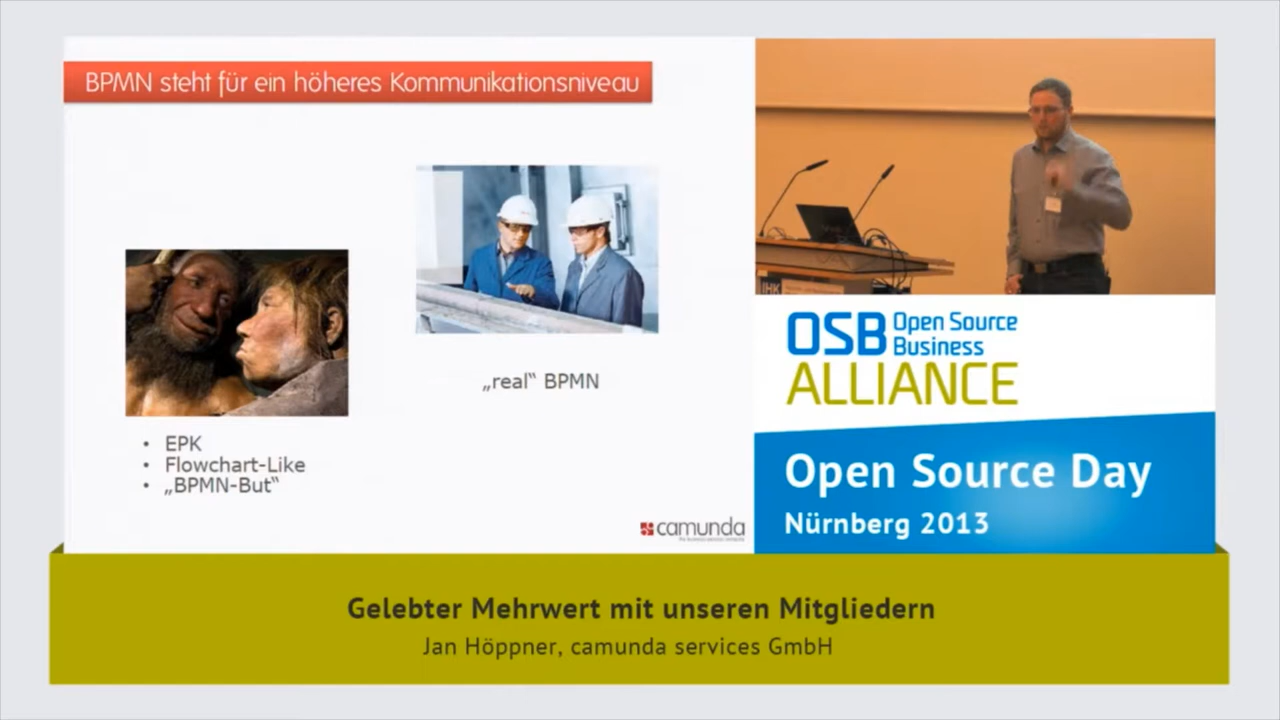 BPMN steht für ein höheres Kommunikationsniveau
„real“ BPMN
• EPK
• Flowchart-Like
• „BPMN-But“
camunda
IHK
OSB Open Source
Business
ALLIANCE
Open Source Day
Nürnberg 2013
Gelebter Mehrwert mit unseren Mitgliedern
Jan Höppner, camunda services GmbH